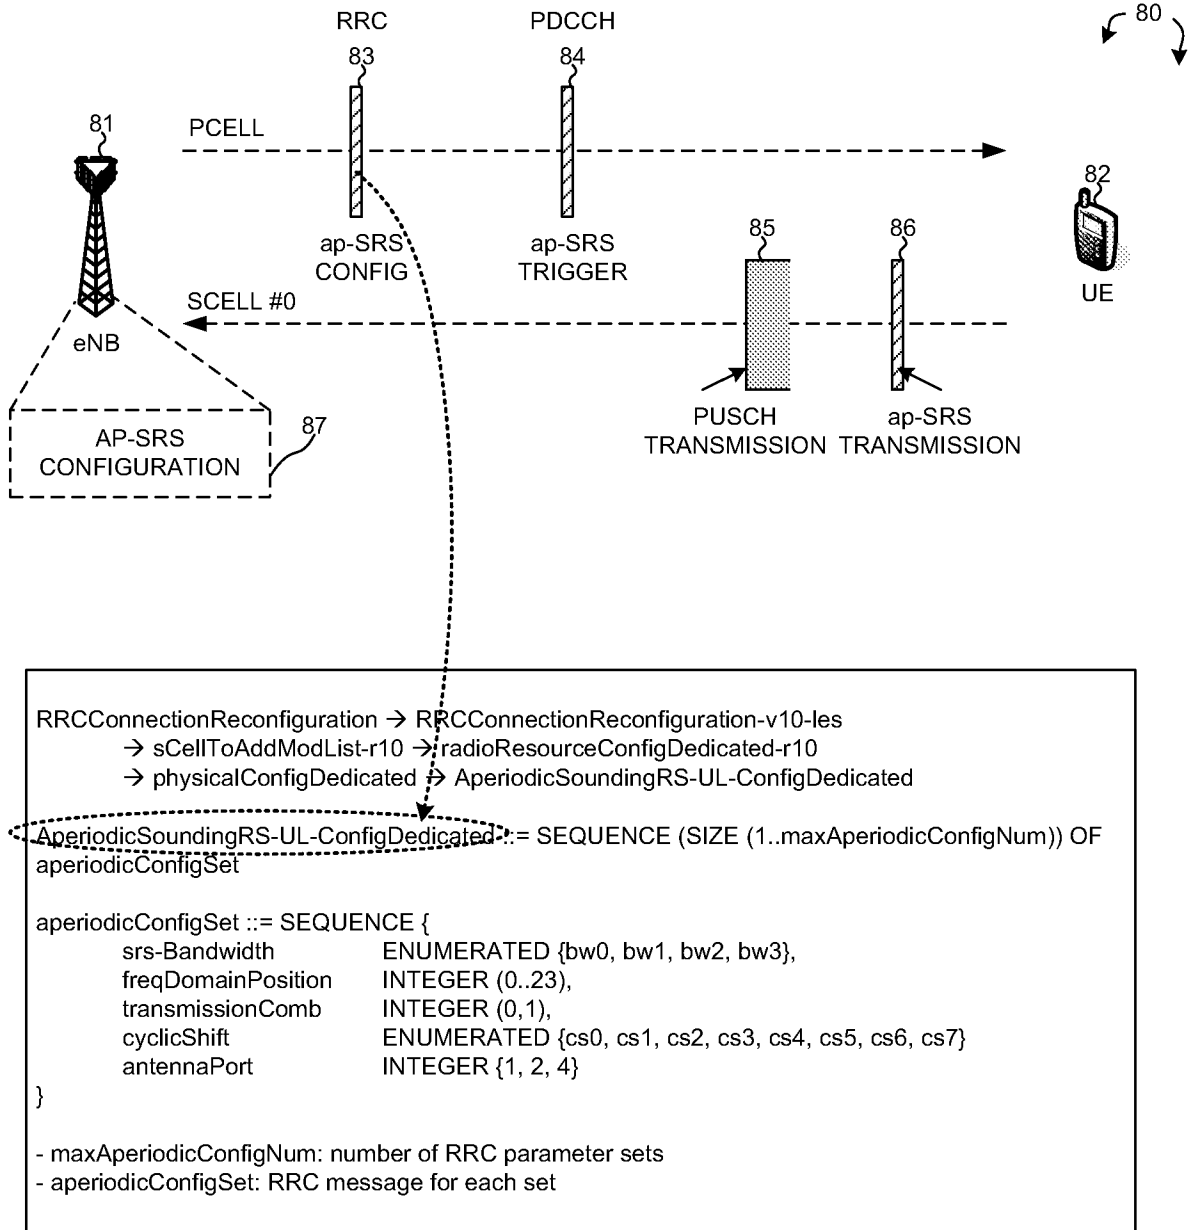 RRC
PDCCH
80
83
84
81
PCELL
82
ap-SRS
CONFIG
ap-SRS
TRIGGER
85
86
UE
SCELL #0
eNB
PUSCH
TRANSMISSION
ap-SRS
TRANSMISSION
AP-SRS
CONFIGURATION
87
RRCConnectionReconfiguration → RRCConnectionReconfiguration-v10-Ies
→ sCellToAddModList-r10 → radioResourceConfigDedicated-r10
→ physicalConfigDedicated → AperiodicSoundingRS-UL-ConfigDedicated
AperiodicSoundingRS-UL-ConfigDedicated ::= SEQUENCE (SIZE (1..maxAperiodicConfigNum)) OF
aperiodicConfigSet
aperiodicConfigSet ::= SEQUENCE {
srs-Bandwidth ENUMERATED {bw0, bw1, bw2, bw3},
freqDomainPosition INTEGER (0..23),
transmissionComb INTEGER (0,1),
cyclicShift ENUMERATED {cs0, cs1, cs2, cs3, cs4, cs5, cs6, cs7}
antennaPort INTEGER {1, 2, 4}
}
- maxAperiodicConfigNum: number of RRC parameter sets
- aperiodicConfigSet: RRC message for each set